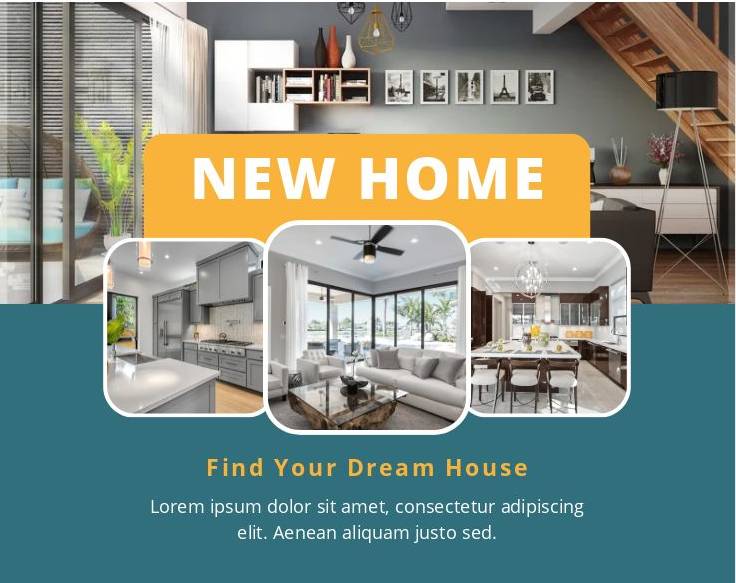 NEW HOME
Find Your Dream House
Lorem ipsum dolor sit amet, consectetur adipiscing
elit. Aenean aliquam justo sed.